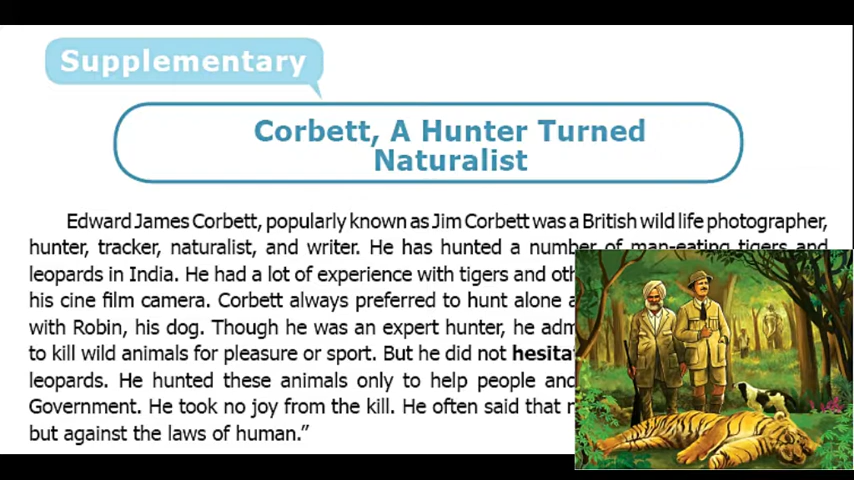 Supplementary
Corbett, A Hunter Turned
Naturalist
Edward James Corbett, popularly known as Jim Corbett was a British wild life photographer,
hunter, tracker, naturalist, and writer. He has hunted a number of man-eating tigers and
leopards in India. He had a lot of experience with tigers and
his cine film camera. Corbett always preferred to hunt alone
with Robin, his dog. Though he was an expert hunter, he
to kill wild animals for pleasure or sport. But he did not
leopards. He hunted these animals only to help people and
Government. He took no joy from the kill. He often said that
but against the laws of human.”